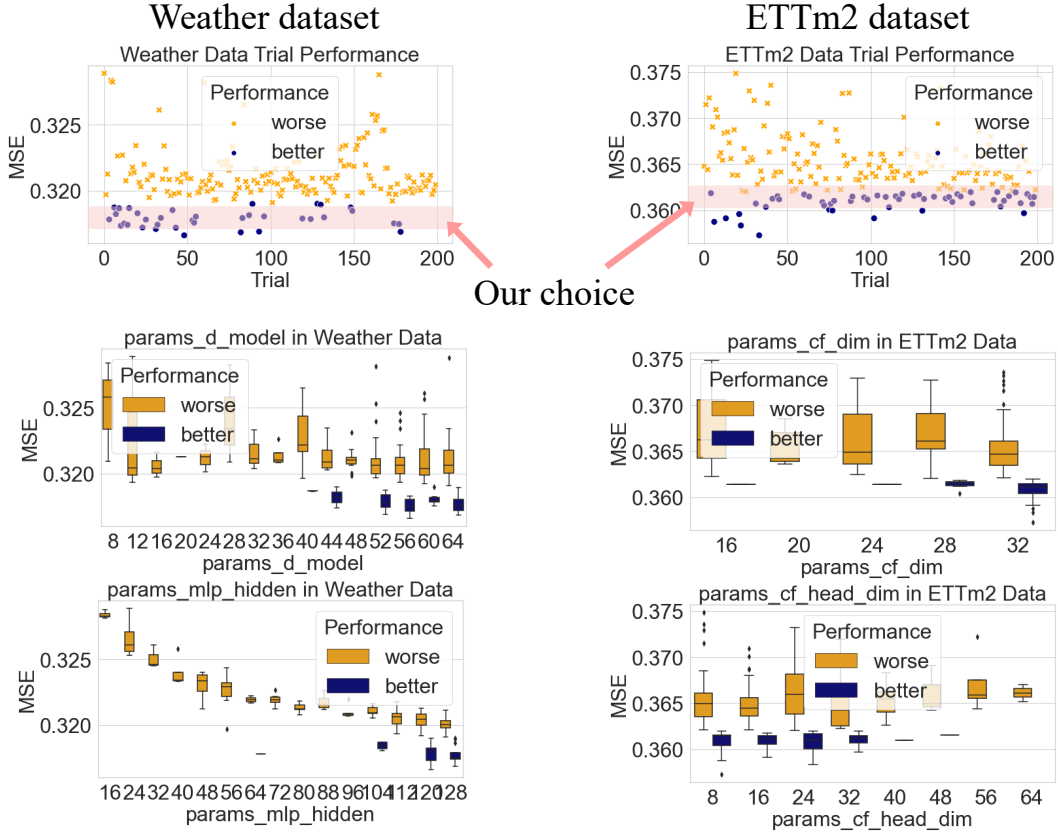 Weather dataset
ETTm2 dataset
Weather Data Trial Performance
MSE
0.325
0.320
Performance
worse
better
0 50 100 150 200
Trial
ETTm2 Data Trial Performance
MSE
0.375
0.370
0.365
0.360
Performance
worse
better
0 50 100 150 200
Trial
Our choice
params_d_model in Weather Data
MSE
0.325
0.320
Performance
worse
better
8 12 16 20 24 28 32 36 40 44 48 52 56 60 64
params_d_model
params_cf_dim in ETTm2 Data
MSE
0.375
0.370
0.365
0.360
Performance
worse
better
16 20 24 28 32
params_cf_dim
params_mlp_hidden in Weather Data
MSE
0.325
0.320
Performance
worse
better
16 24 32 40 48 56 64 72 80 88 96 104 112 120 128
params_mlp_hidden
params_cf_head_dim in ETTm2 Data
MSE
0.375
0.370
0.365
0.360
Performance
worse
better
8 16 24 32 40 48 56 64
params_cf_head_dim